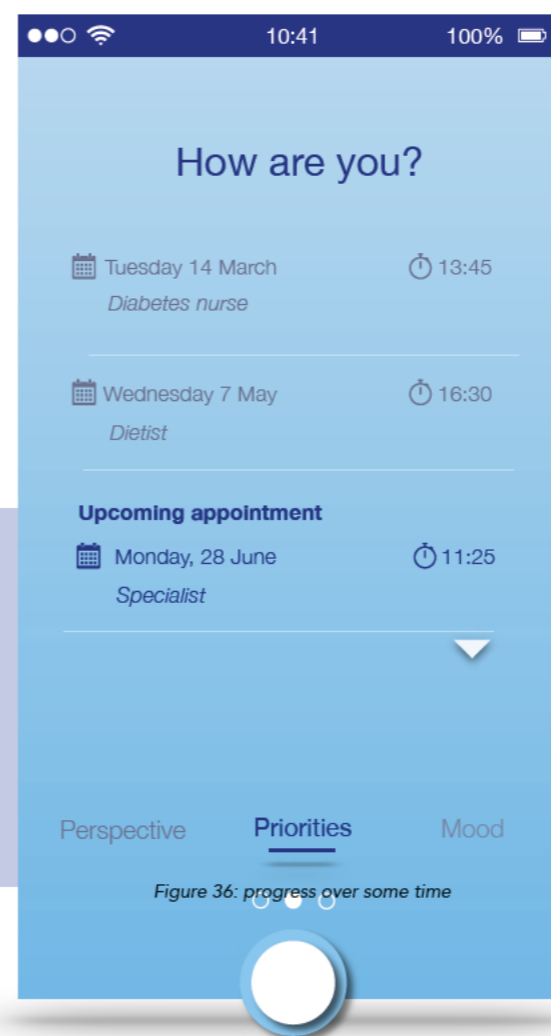 10:41 100%
How are you?
Tuesday 14 March 13:45
Diabetes nurse
Wednesday 7 May 16:30
Dietist
Upcoming appointment
Monday, 28 June 11:25
Specialist
Perspective Priorities Mood
Figure 36: progress over some time